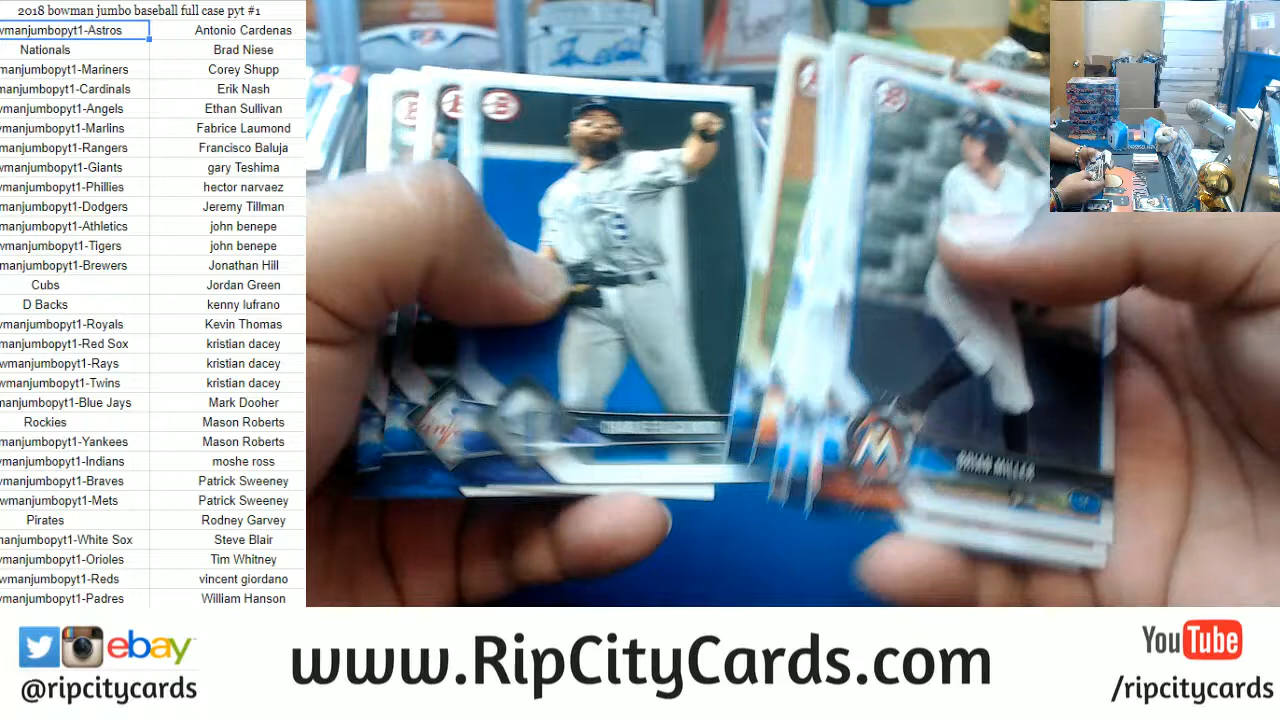 2018 bowman jumbo baseball full case pyt #1
wmanjumbopyt1-Astros Antonio Cardenas
Nationals Brad Niese
manjumbopyt1-Mariners Corey Shupp
manjumbopyt1-Cardinals Erik Nash
wmanjumbopyt1-Angels Ethan Sullivan
wmanjumbopyt1-Marlins Fabrice Laumond
manjumbopyt1-Rangers Francisco Baluja
wmanjumbopyt1-Giants gary Teshima
wmanjumbopyt1-Phillies hector narvaez
manjumbopyt1-Dodgers Jeremy Tillman
manjumbopyt1-Athletics john benepe
wmanjumbopyt1-Tigers john benepe
manjumbopyt1-Brewers Jonathan Hill
Cubs Jordan Green
D Backs kenny lufrano
wmanjumbopyt1-Royals Kevin Thomas
manjumbopyt1-Red Sox kristian dacey
owmanjumbopyt1-Rays kristian dacey
wmanjumbopyt1-Twins kristian dacey
manjumbopyt1-Blue Jays Mark Dooher
Rockies Mason Roberts
manjumbopyt1-Yankees Mason Roberts
wmanjumbopyt1-Indians moshe ross
wmanjumbopyt1-Braves Patrick Sweeney
owmanjumbopyt1-Mets Patrick Sweeney
Pirates Rodney Garvey
anjumbopyt1-White Sox Steve Blair
wmanjumbopyt1-Orioles Tim Whitney
owmanjumbopyt1-Reds vincent giordano
wmanjumbopyt1-Padres William Hanson
BRIAN MILLER
ebay
@ripcitycards
www.RipCityCards.com
YouTube
/ripcitycards